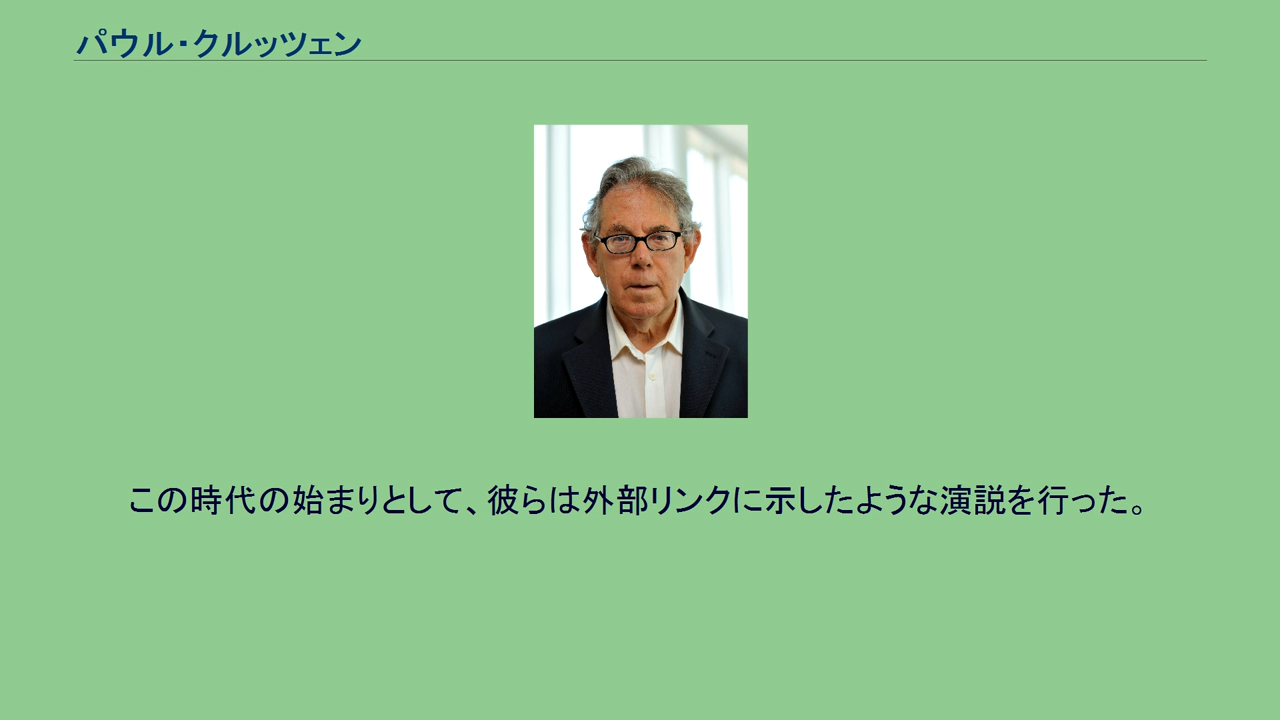 パウル・クルッツェン
この時代の始まりとして、彼らは外部リンクに示したような演説を行った。